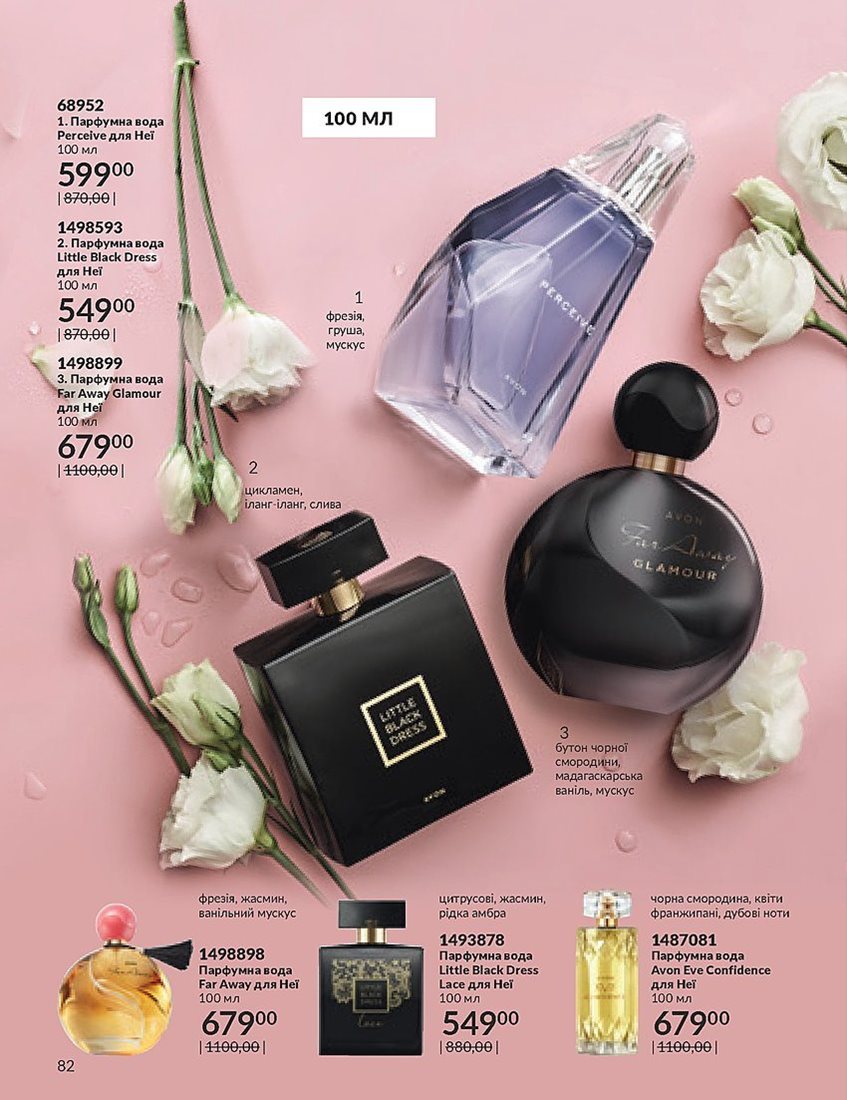 68952
1. Парфумна вода
Perceive для Неї
100 мл
59900
|870,00|
1498593
2. Парфумна вода
Little Black Dress
для Неї
100 мл
54900
|870,00|
1498899
3. Парфумна вода
Far Away Glamour
для Неї
100 мл
67900
|1100,00|
100 МЛ
1
фрезія,
груша,
мускус
PERCEIVE
AVON
2
цикламен,
іланг-іланг, слива
AVON
Far Away
GLAMOUR
LITTLE
BLACK
DRESS
AVON
3
бутон чорної
смородини,
мадагаскарська
ваніль, мускус
фрезія, жасмин,
ванільний мускус
1498898
Парфумна вода
Far Away для Неї
100 мл
67900
|1100,00|
Far Away
цитрусові, жасмин,
рідка амбра
1493878
Парфумна вода
Little Black Dress
Lace для Неї
100 мл
54900
|880,00|
LITTLE
BLACK
DRESS
Lace
чорна смородина, квіти
франжипані, дубові ноти
1487081
Парфумна вода
Avon Eve Confidence
для Неї
100 мл
67900
|1100,00|
82